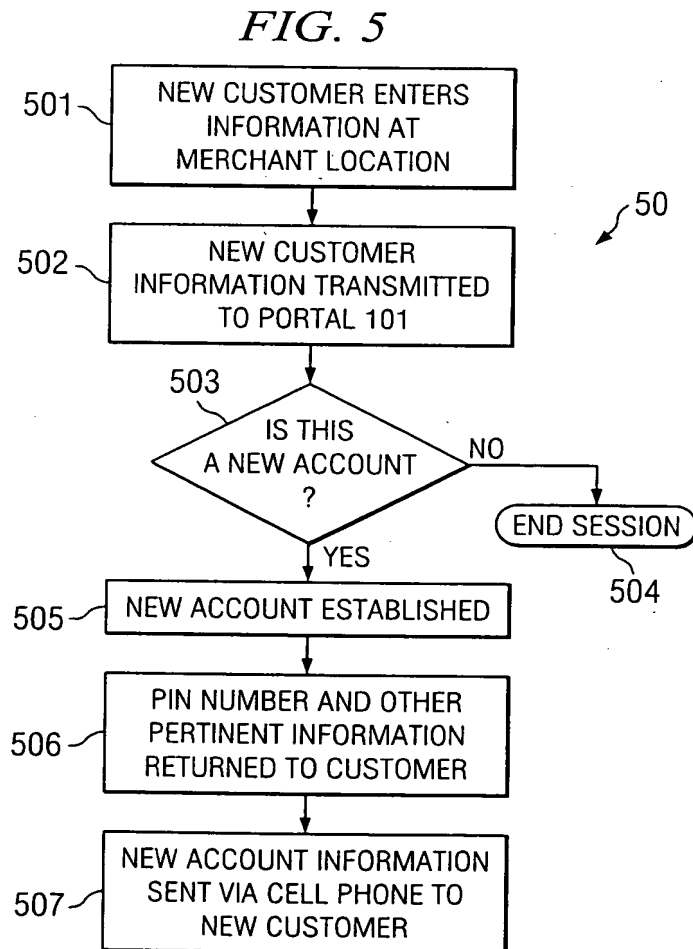 FIG. 5
501
NEW CUSTOMER ENTERS
INFORMATION AT
MERCHANT LOCATION
50
502
NEW CUSTOMER
INFORMATION TRANSMITTED
TO PORTAL 101
503
IS THIS
A NEW ACCOUNT
?
NO
END SESSION
504
YES
505
NEW ACCOUNT ESTABLISHED
506
PIN NUMBER AND OTHER
PERTINENT INFORMATION
RETURNED TO CUSTOMER
507
NEW ACCOUNT INFORMATION
SENT VIA CELL PHONE TO
NEW CUSTOMER